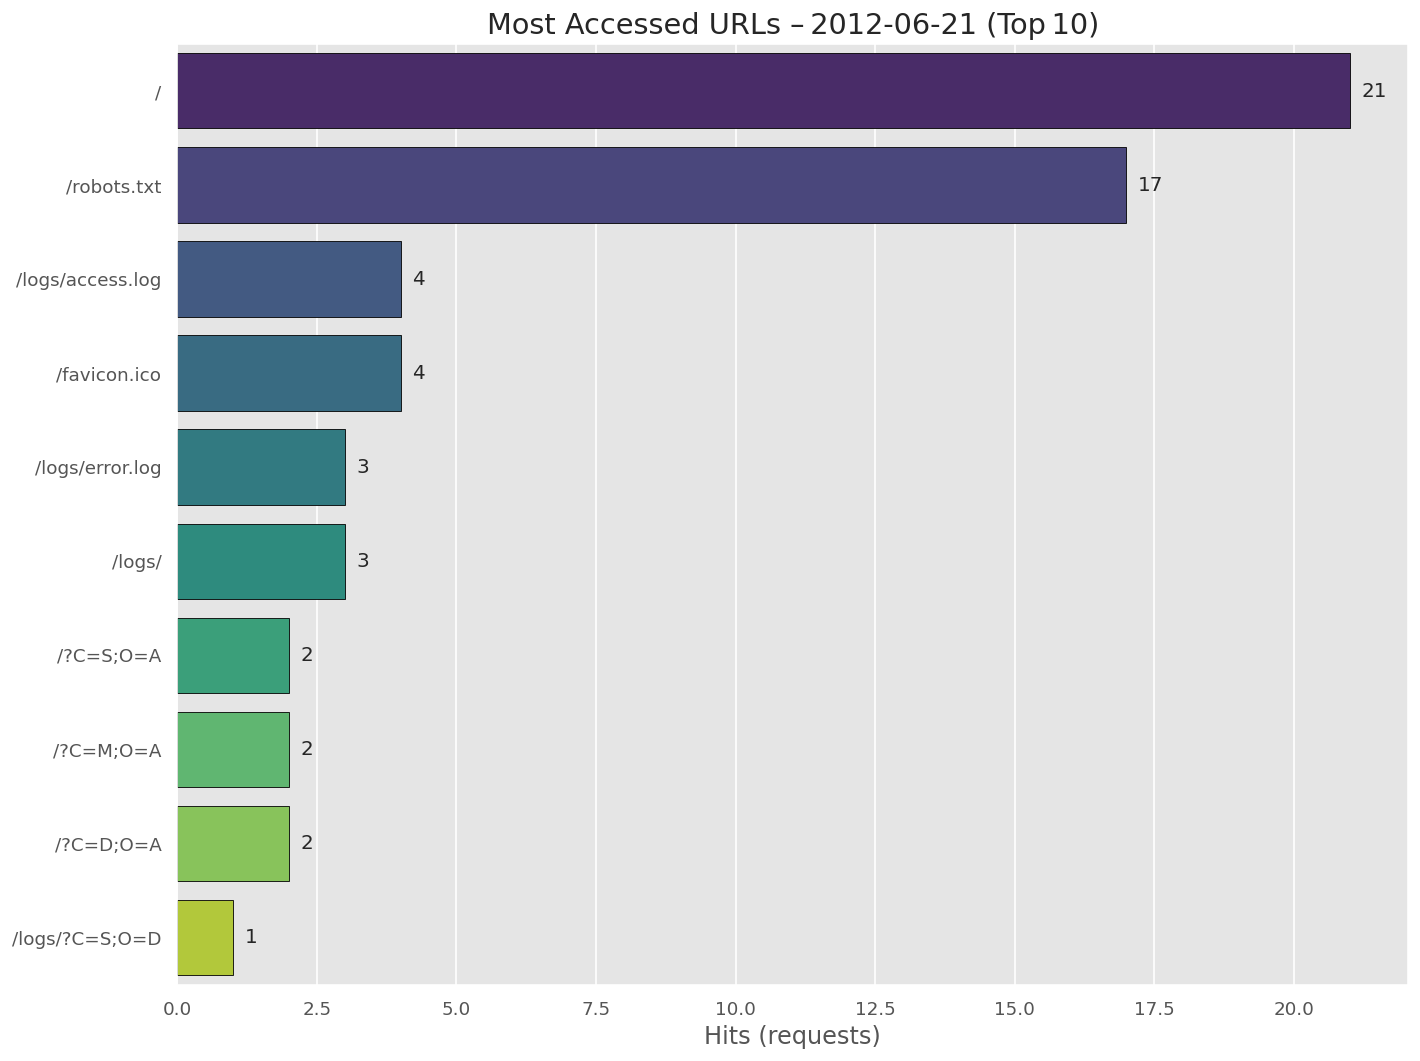 Most Accessed URLs – 2012-06-21 (Top 10)
/ 21
/robots.txt 17
/logs/access.log 4
/favicon.ico 4
/logs/error.log 3
/logs/ 3
/?C=S;O=A 2
/?C=M;O=A 2
/?C=D;O=A 2
/logs/?C=S;O=D 1
0.0 2.5 5.0 7.5 10.0 12.5 15.0 17.5 20.0
Hits (requests)